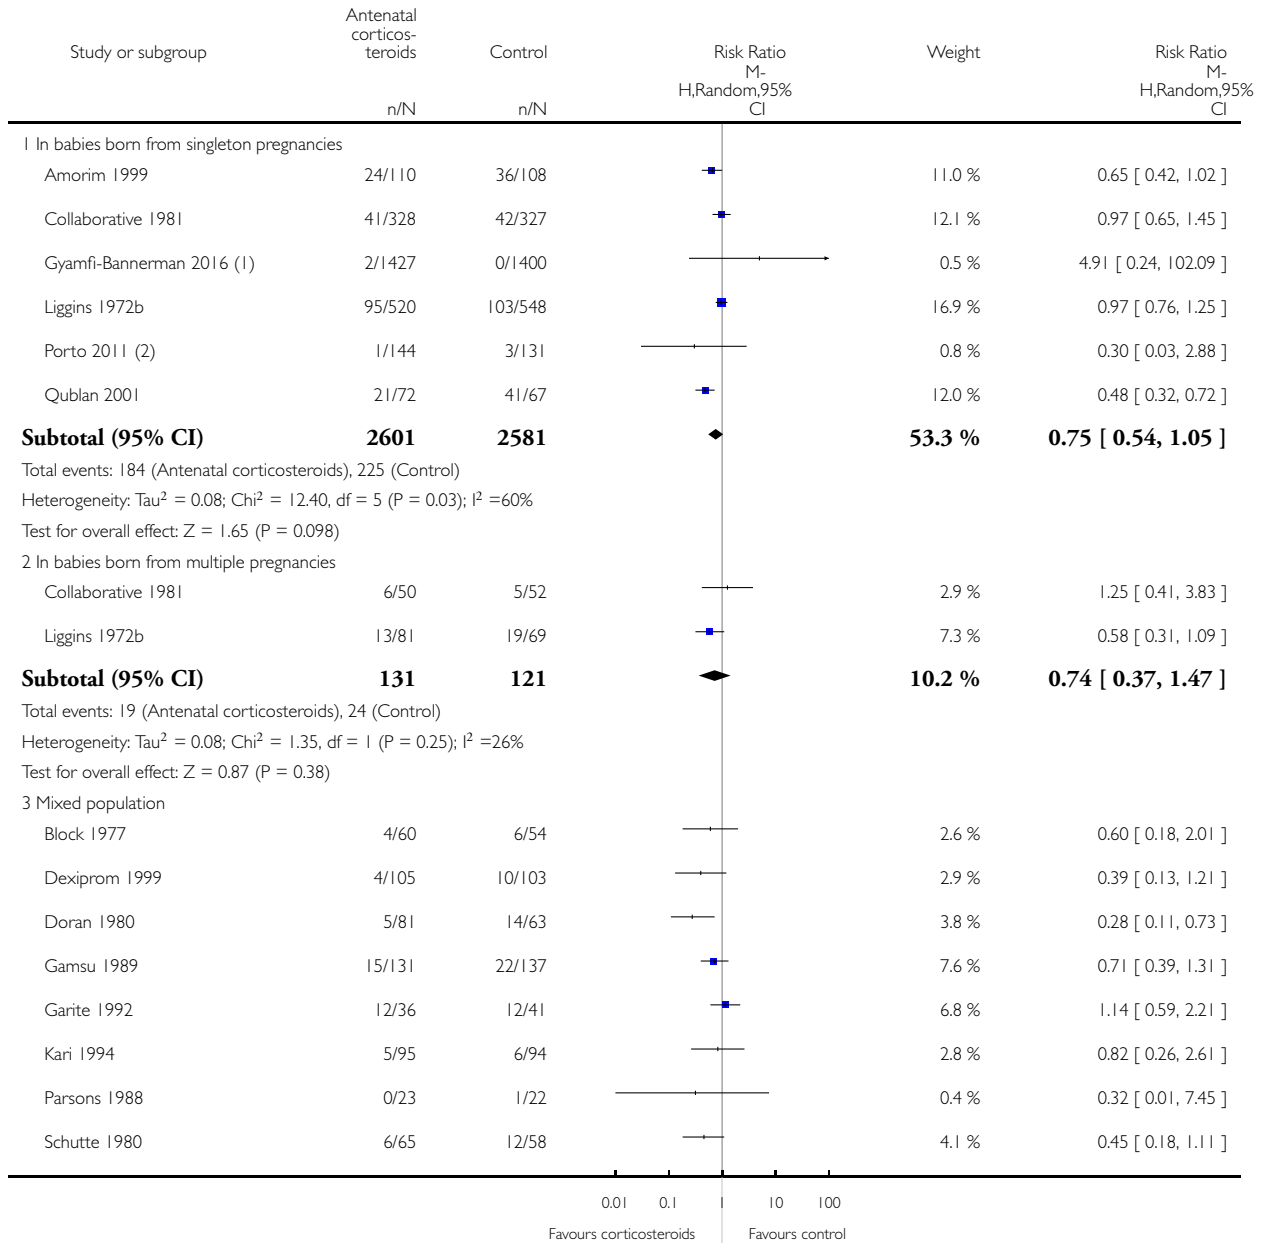 Antenatal
corticos-
Study or subgroup teroids Control Risk Ratio Weight Risk Ratio
M- M-
H,Random,95% H,Random,95%
n/N n/N CI CI
1 In babies born from singleton pregnancies
Amorim 1999 24/110 36/108 11.0 % 0.65 [ 0.42, 1.02 ]
Collaborative 1981 41/328 42/327 12.1 % 0.97 [ 0.65, 1.45 ]
Gyamfi-Bannerman 2016 (1) 2/1427 0/1400 0.5 % 4.91 [ 0.24, 102.09 ]
Liggins 1972b 95/520 103/548 16.9 % 0.97 [ 0.76, 1.25 ]
Porto 2011 (2) 1/144 3/131 0.8 % 0.30 [ 0.03, 2.88 ]
Qublan 2001 21/72 41/67 12.0 % 0.48 [ 0.32, 0.72 ]
Subtotal (95% CI) 2601 2581 53.3 % 0.75 [ 0.54, 1.05 ]
Total events: 184 (Antenatal corticosteroids), 225 (Control)
Heterogeneity: Tau² = 0.08; Chi² = 12.40, df = 5 (P = 0.03); I² =60%
Test for overall effect: Z = 1.65 (P = 0.098)
2 In babies born from multiple pregnancies
Collaborative 1981 6/50 5/52 2.9 % 1.25 [ 0.41, 3.83 ]
Liggins 1972b 13/81 19/69 7.3 % 0.58 [ 0.31, 1.09 ]
Subtotal (95% CI) 131 121 10.2 % 0.74 [ 0.37, 1.47 ]
Total events: 19 (Antenatal corticosteroids), 24 (Control)
Heterogeneity: Tau² = 0.08; Chi² = 1.35, df = 1 (P = 0.25); I² =26%
Test for overall effect: Z = 0.87 (P = 0.38)
3 Mixed population
Block 1977 4/60 6/54 2.6 % 0.60 [ 0.18, 2.01 ]
Dexiprom 1999 4/105 10/103 2.9 % 0.39 [ 0.13, 1.21 ]
Doran 1980 5/81 14/63 3.8 % 0.28 [ 0.11, 0.73 ]
Gamsu 1989 15/131 22/137 7.6 % 0.71 [ 0.39, 1.31 ]
Garite 1992 12/36 12/41 6.8 % 1.14 [ 0.59, 2.21 ]
Kari 1994 5/95 6/94 2.8 % 0.82 [ 0.26, 2.61 ]
Parsons 1988 0/23 1/22 0.4 % 0.32 [ 0.01, 7.45 ]
Schutte 1980 6/65 12/58 4.1 % 0.45 [ 0.18, 1.11 ]
0.01 0.1 1 10 100
Favours corticosteroids Favours control